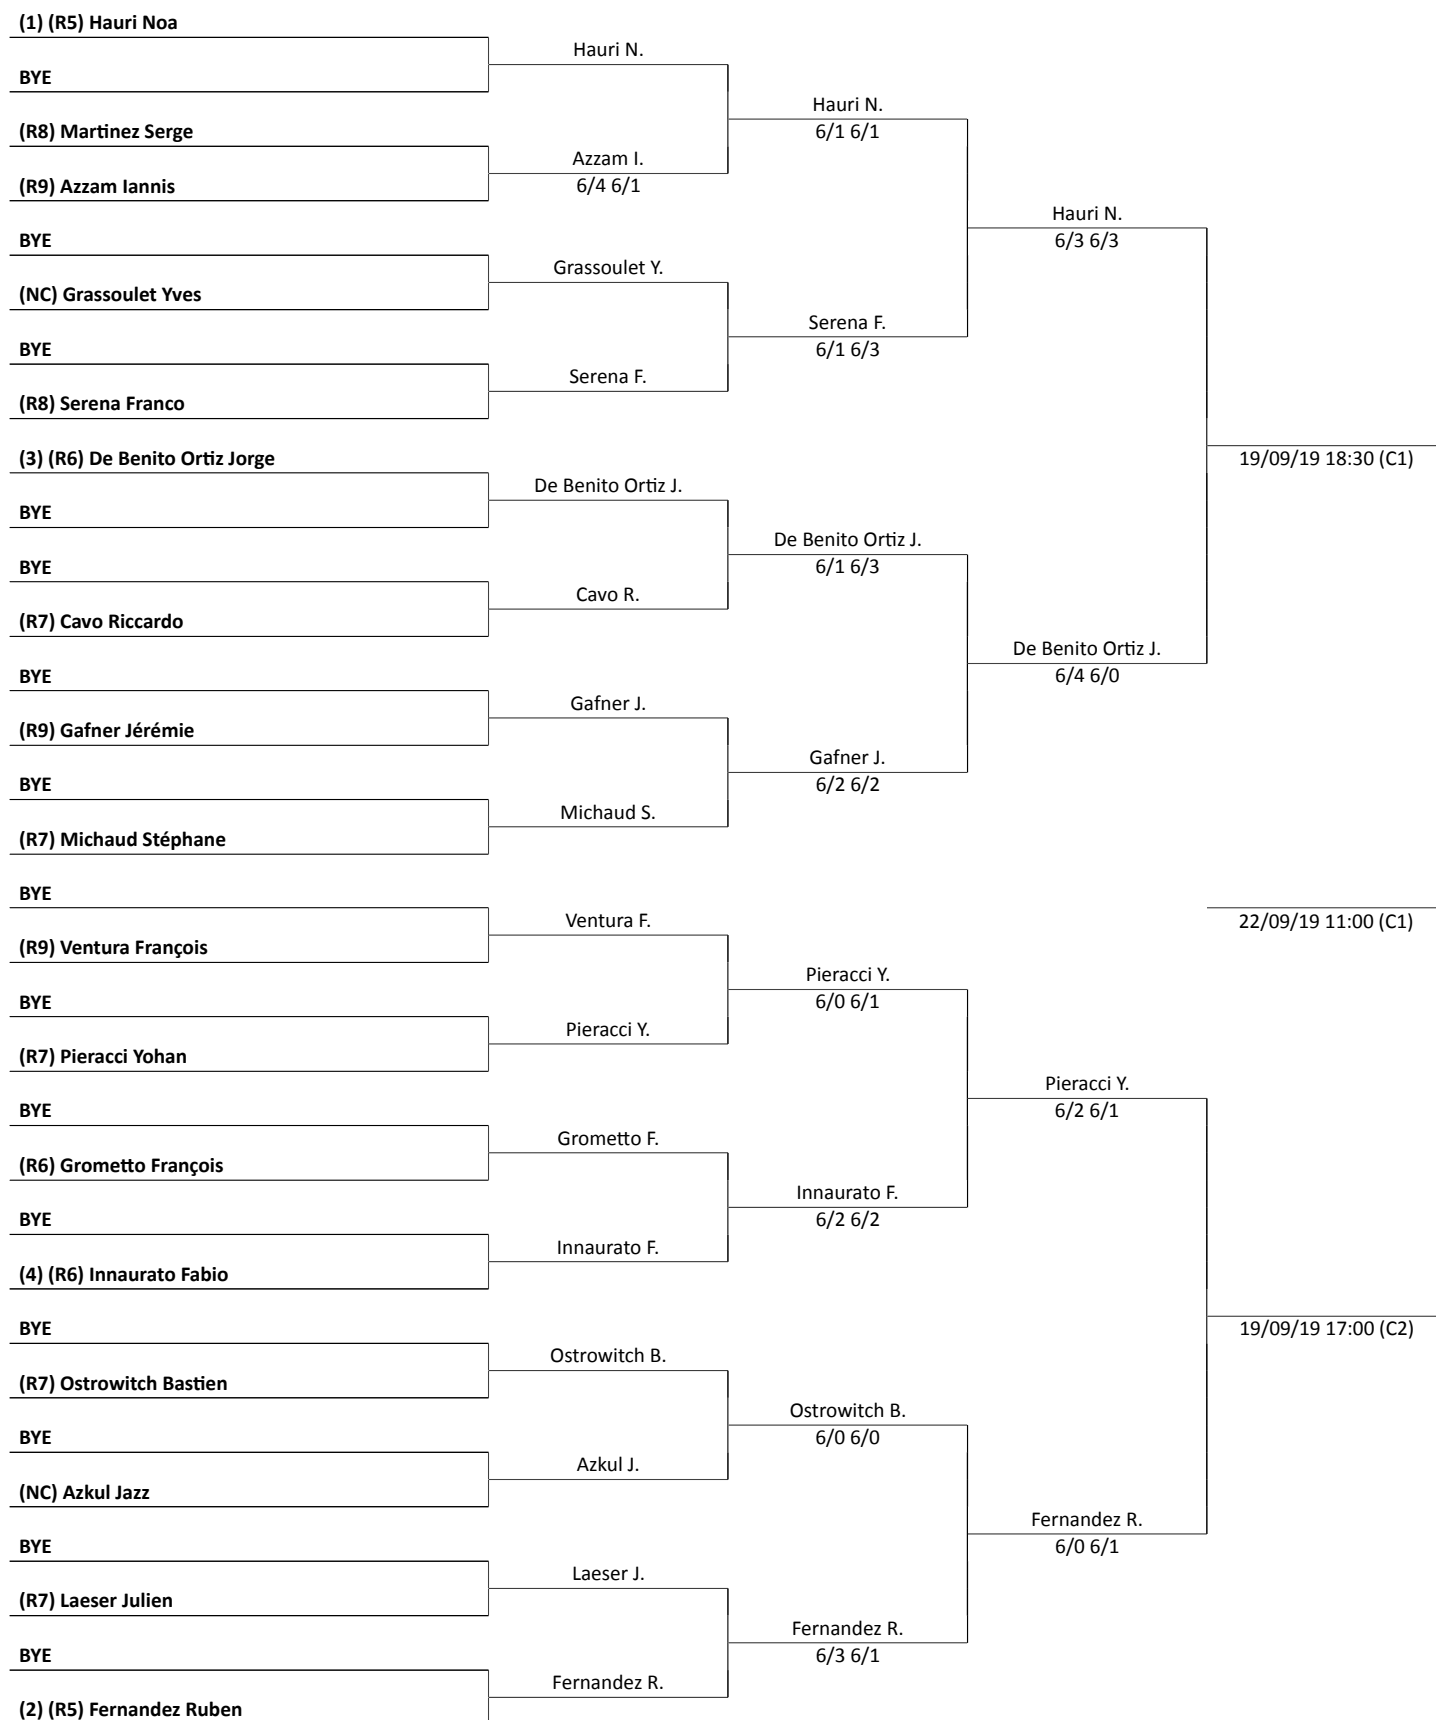 (1) (R5) Hauri Noa
Hauri N.
BYE
Hauri N.
6/1 6/1
(R8) Martinez Serge
Azzam I.
6/4 6/1
(R9) Azzam Iannis
Hauri N.
6/3 6/3
BYE
Grassoulet Y.
(NC) Grassoulet Yves
Serena F.
6/1 6/3
BYE
Serena F.
(R8) Serena Franco
19/09/19 18:30 (C1)
(3) (R6) De Benito Ortiz Jorge
De Benito Ortiz J.
BYE
De Benito Ortiz J.
6/1 6/3
BYE
Cavo R.
(R7) Cavo Riccardo
De Benito Ortiz J.
6/4 6/0
BYE
Gafner J.
(R9) Gafner Jérémie
Gafner J.
6/2 6/2
BYE
Michaud S.
(R7) Michaud Stéphane
BYE
22/09/19 11:00 (C1)
Ventura F.
(R9) Ventura François
Pieracci Y.
6/0 6/1
BYE
Pieracci Y.
(R7) Pieracci Yohan
Pieracci Y.
6/2 6/1
BYE
Grometto F.
(R6) Grometto François
Innaurato F.
6/2 6/2
BYE
Innaurato F.
(4) (R6) Innaurato Fabio
BYE
19/09/19 17:00 (C2)
Ostrowitch B.
(R7) Ostrowitch Bastien
Ostrowitch B.
6/0 6/0
BYE
Azkul J.
(NC) Azkul Jazz
Fernandez R.
6/0 6/1
BYE
Laeser J.
(R7) Laeser Julien
Fernandez R.
6/3 6/1
BYE
Fernandez R.
(2) (R5) Fernandez Ruben